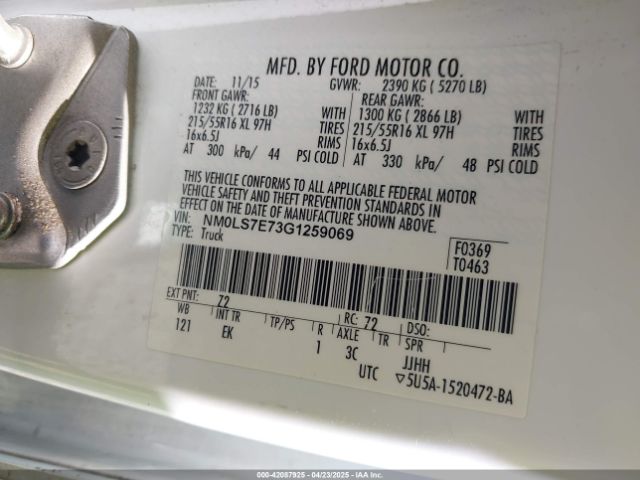 MFD. BY FORD MOTOR CO.
DATE: 11/15 GVWR: 2390 KG ( 5270 LB)
FRONT GAWR: REAR GAWR:
1232 KG ( 2716 LB) WITH 1300 KG ( 2866 LB) WITH
215/55R16 XL 97H TIRES 215/55R16 XL 97H TIRES
16x6.5J RIMS 16x6.5J RIMS
AT 300 kPa/ 44 PSI COLD AT 330 kPa/ 48 PSI COLD
THIS VEHICLE CONFORMS TO ALL APPLICABLE FEDERAL MOTOR
VEHICLE SAFETY AND THEFT PREVENTION STANDARDS IN
EFFECT ON THE DATE OF MANUFACTURE SHOWN ABOVE.
VIN: NM0LS7E73G1259069
TYPE: Truck
F0369
T0463
EXT PNT: Z2 RC: 72 DSO:
WB INT TR TP/PS R AXLE TR SPR
121 EK 1 3C JJHH
UTC ▽5U5A-1520472-BA
000-42087925 - 04/23/2025 - IAAI.com